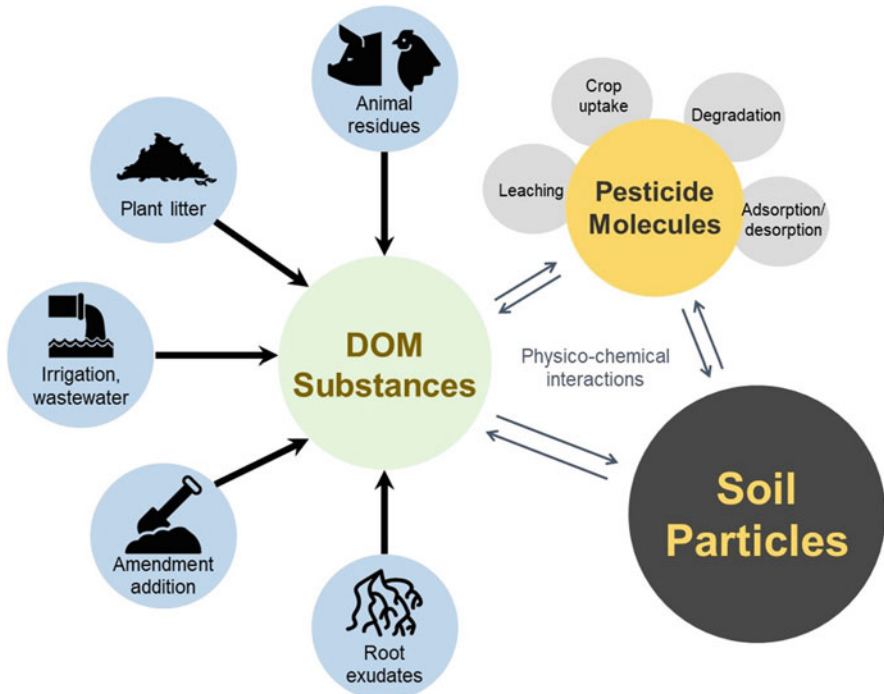 Animal
residues
Crop
uptake
Degradation
Plant litter
Leaching
Pesticide
Molecules
Adsorption/
desorption
Irrigation,
wastewater
DOM
Substances
Physico-chemical
interactions
Amendment
addition
Soil
Particles
Root
exudates